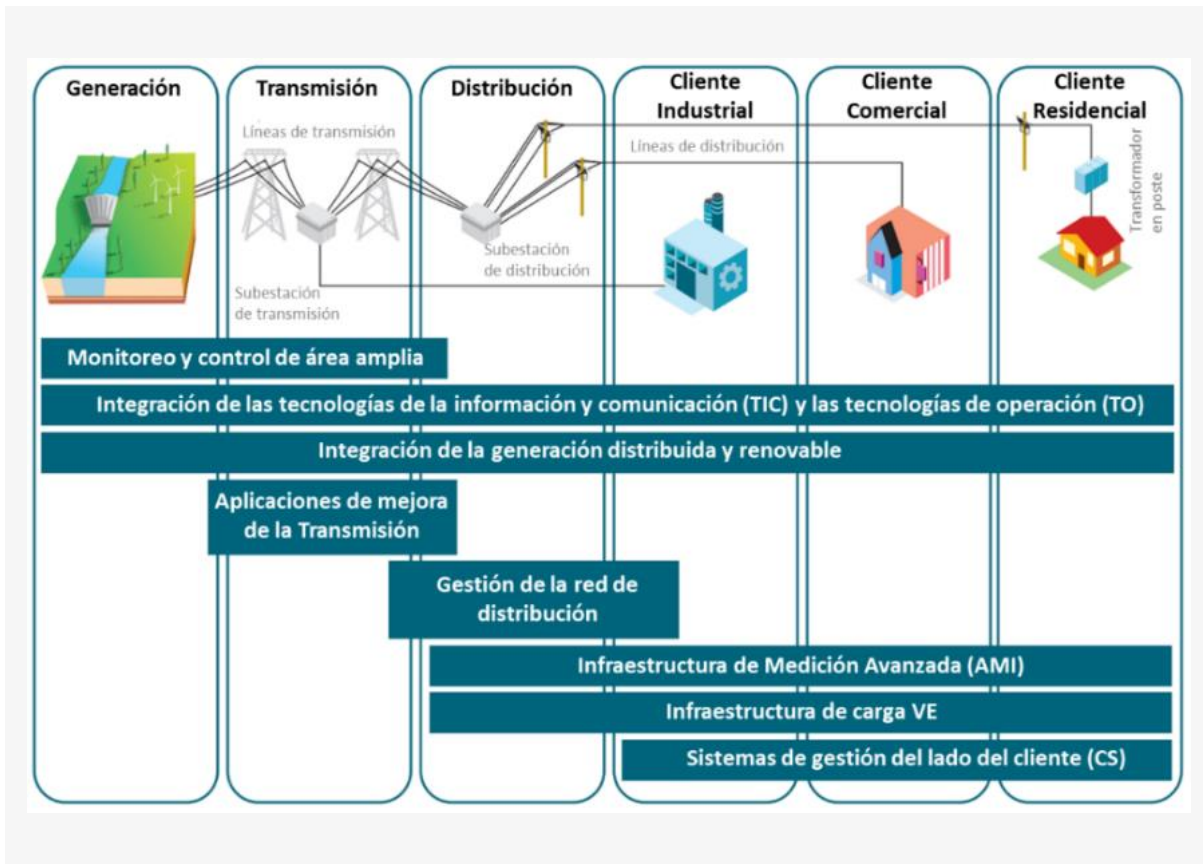 Generación
Transmisión
Distribución
Cliente
Industrial
Cliente
Comercial
Cliente
Residencial
Líneas de transmisión
Líneas de distribución
Transformador
en poste
Subestación
de distribución
Subestación
de transmisión
Monitoreo y control de área amplia
Integración de las tecnologías de la información y comunicación (TIC) y las tecnologías de operación (TO)
Integración de la generación distribuida y renovable
Aplicaciones de mejora
de la Transmisión
Gestión de la red de
distribución
Infraestructura de Medición Avanzada (AMI)
Infraestructura de carga VE
Sistemas de gestión del lado del cliente (CS)